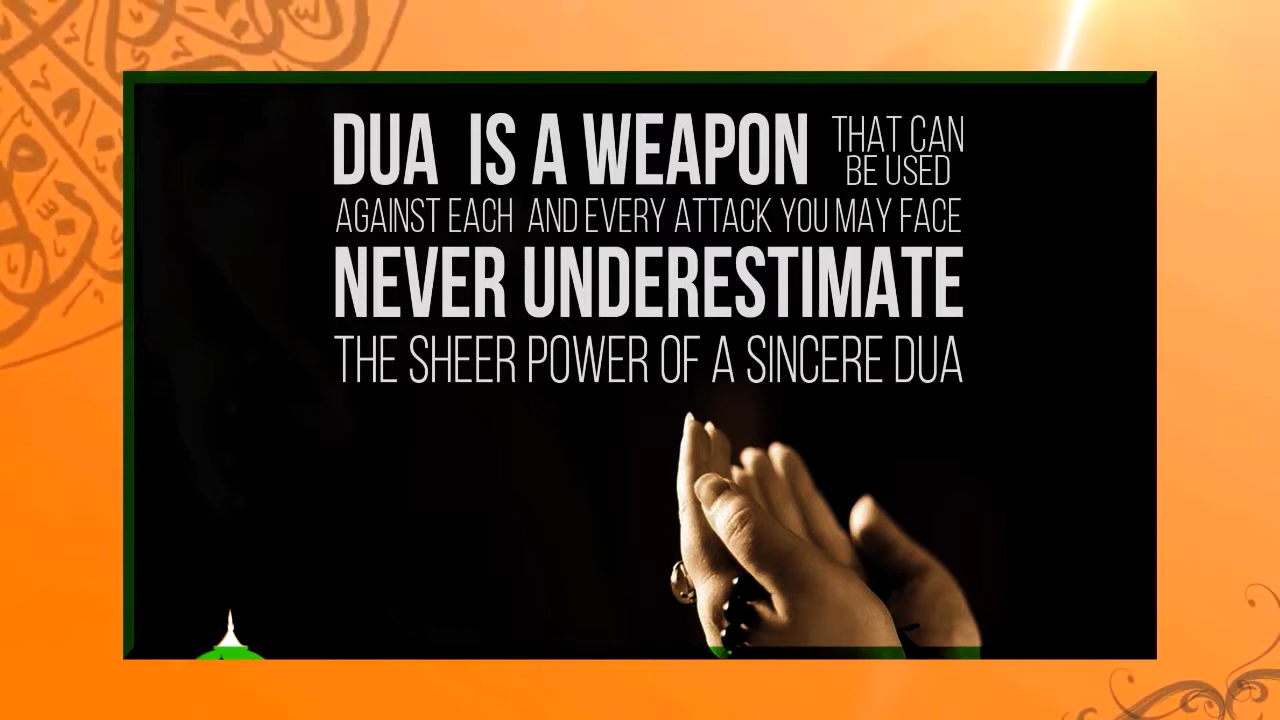 DUA IS A WEAPON THAT CAN
BE USED
AGAINST EACH AND EVERY ATTACK YOU MAY FACE
NEVER UNDERESTIMATE
THE SHEER POWER OF A SINCERE DUA